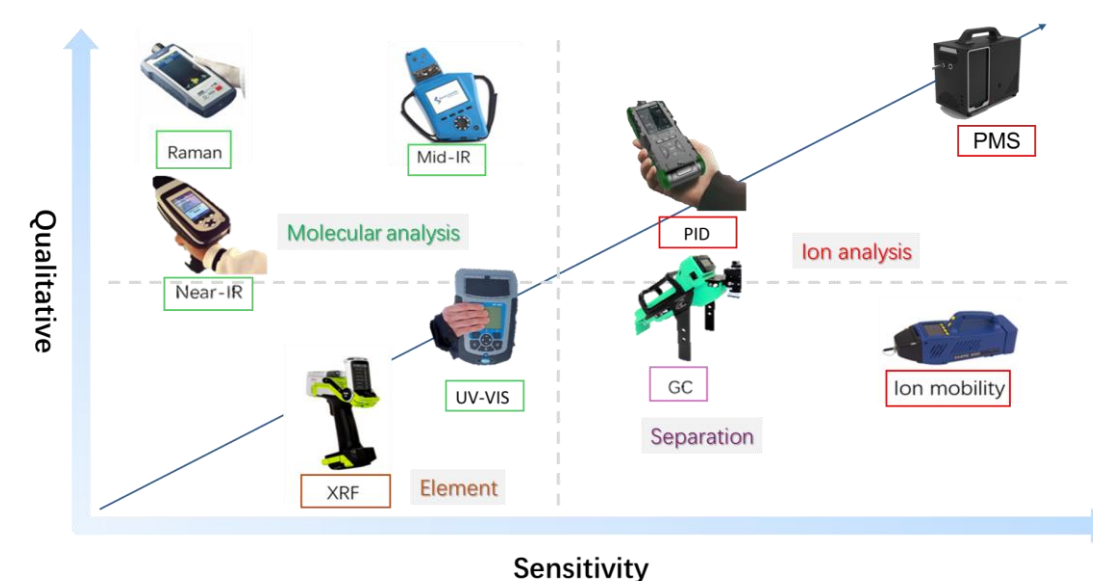 Qualitative
Raman
Mid-IR
PMS
Near-IR
Molecular analysis
PID
Ion analysis
UV-VIS
GC
Ion mobility
XRF
Element
Separation
Sensitivity